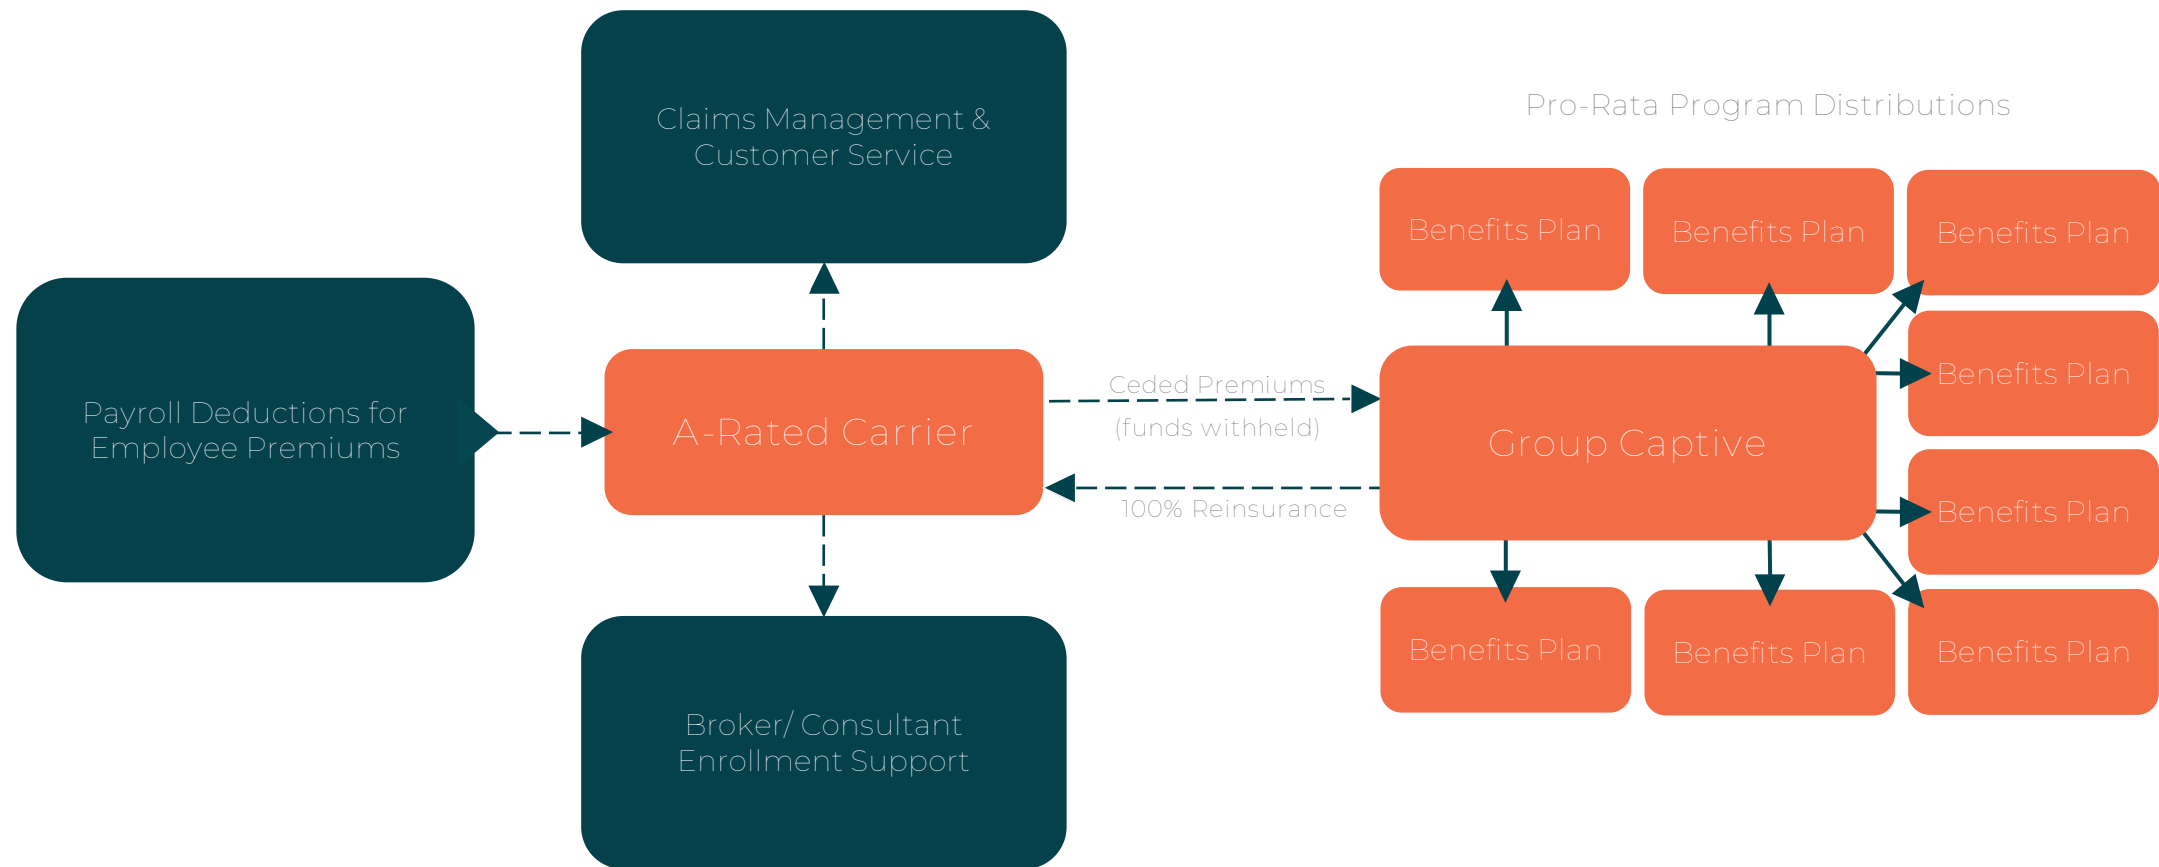 Claims Management &
Customer Service
Pro-Rata Program Distributions
Benefits Plan
Benefits Plan
Benefits Plan
Payroll Deductions for
Employee Premiums
A-Rated Carrier
Ceded Premiums
(funds withheld)
100% Reinsurance
Group Captive
Benefits Plan
Benefits Plan
Benefits Plan
Benefits Plan
Benefits Plan
Broker/ Consultant
Enrollment Support